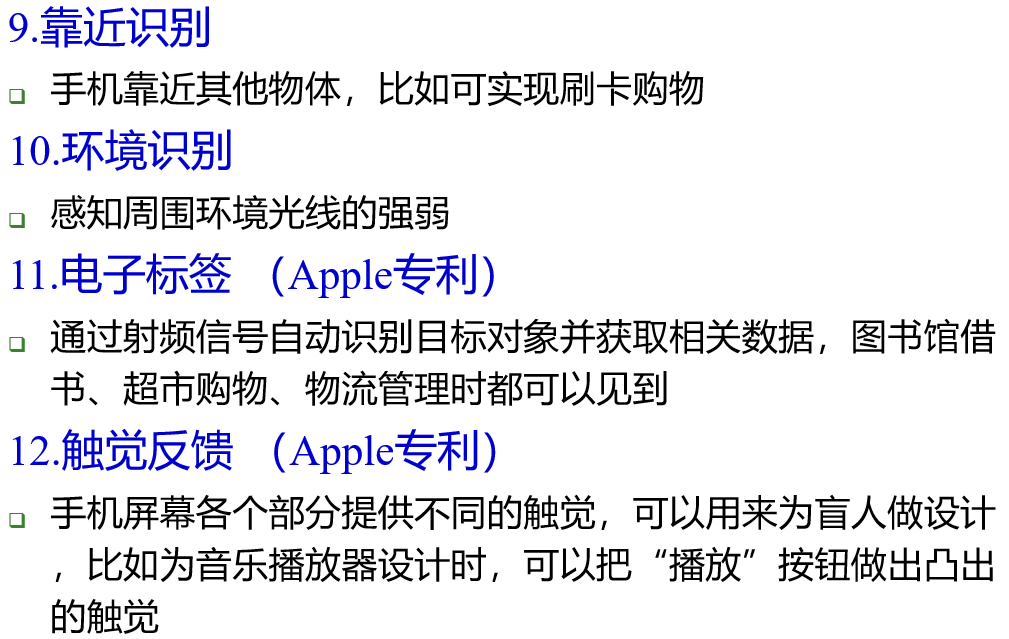 9.靠近识别
手机靠近其他物体，比如可实现刷卡购物
10.环境识别
感知周围环境光线的强弱
11.电子标签 （Apple专利）
通过射频信号自动识别目标对象并获取相关数据，图书馆借
书、超市购物、物流管理时都可以见到
12.触觉反馈 （Apple专利）
手机屏幕各个部分提供不同的触觉，可以用来为盲人做设计
，比如为音乐播放器设计时，可以把“播放”按钮做出凸出
的触觉